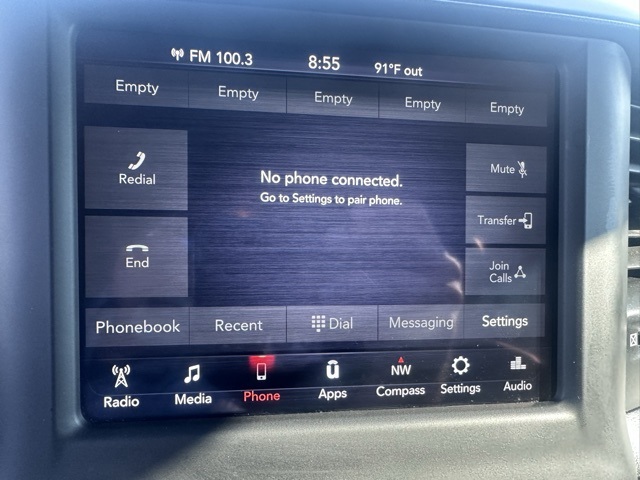 FM 100.3 8:55 91°F out
Empty Empty Empty Empty Empty
Redial
No phone connected.
Go to Settings to pair phone.
Mute
Transfer
End
Join
Calls
Phonebook Recent Dial Messaging Settings
NW
Radio Media Phone Apps Compass Settings Audio